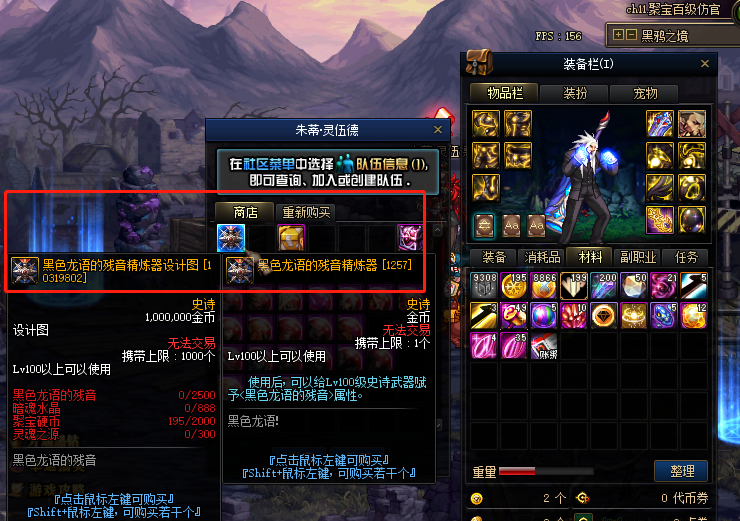 ch11.聚宝百级仿官
FPS : 156
黑鸦之境
装备栏(I)
物品栏
装扮
宠物
朱蒂·灵伍德
在社区菜单中选择 队伍信息(I),
即可查询、加入或创建队伍 .
商店
重新购买
黑色龙语的残音精炼器设计图 [1
0319802]
史诗
1,000,000金币
设计图
无法交易
携带上限 : 1000个
Lv100以上可以使用
黑色龙语的残音 0/2500
暗魂水晶 0/888
聚宝硬币 195/2000
灵魂之源 0/300
黑色龙语的残音
『点击鼠标左键可购买』
『Shift+鼠标左键, 可购买若干个』
黑色龙语的残音精炼器 [1257]
史诗
金币
无法交易
携带上限 : 1个
Lv100以上可以使用
使用后, 可以给Lv100级史诗武器赋
予<黑色龙语的残音>属性。
黑色龙语!
『点击鼠标左键可购买』
『Shift+鼠标左键, 可购买若干个』
装备
消耗品
材料
副职业
任务
9308 195 8866 199 200 50 21 5
3 49 5 10 5 12
4 35 账票
重量
整理
2 个
0 代币券